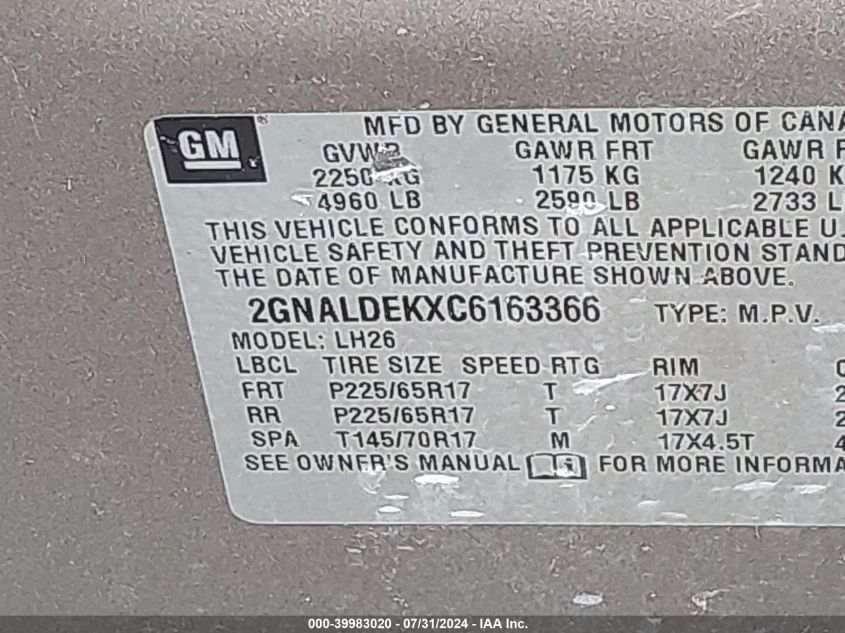 GM ®
MFD BY GENERAL MOTORS OF CANA
GVWR GAWR FRT GAWR F
2250 KG 1175 KG 1240 K
4960 LB 2590 LB 2733 L
THIS VEHICLE CONFORMS TO ALL APPLICABLE U.
VEHICLE SAFETY AND THEFT PREVENTION STAND
THE DATE OF MANUFACTURE SHOWN ABOVE.
2GNALDEKXC6163366 TYPE: M.P.V.
MODEL: LH26
LBCL TIRE SIZE SPEED RTG RIM
FRT P225/65R17 T 17X7J 2
RR P225/65R17 T 17X7J 2
SPA T145/70R17 M 17X4.5T 4
SEE OWNER'S MANUAL FOR MORE INFORMA
000-39983020 - 07/31/2024 - IAA Inc.